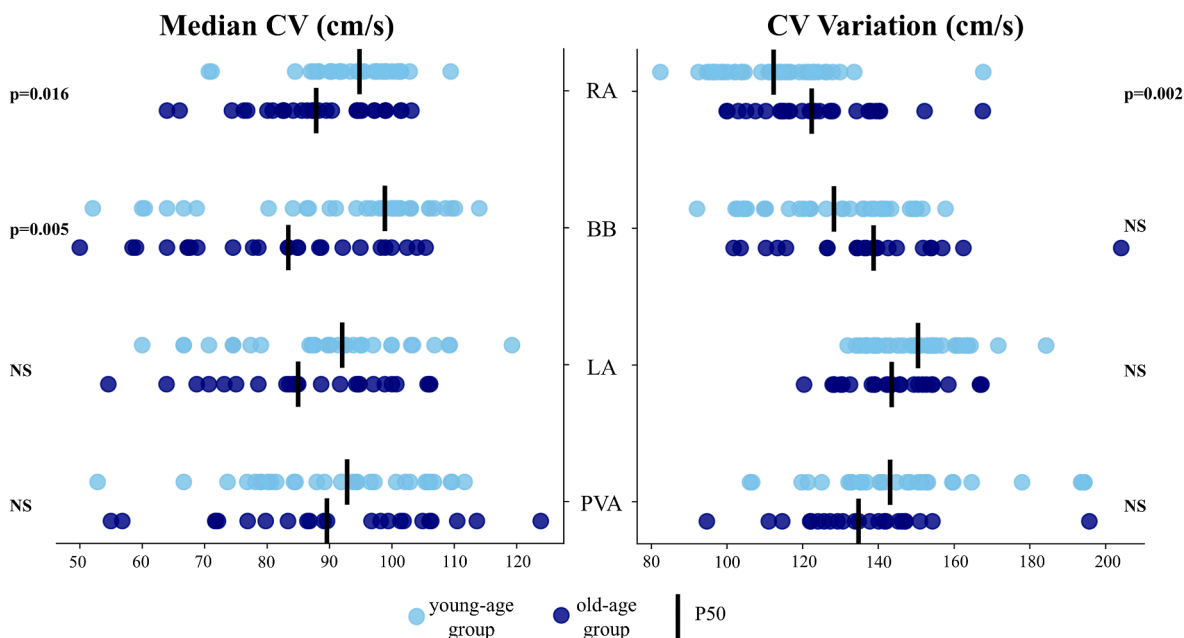 Median CV (cm/s)
CV Variation (cm/s)
p=0.016
RA
p=0.002
p=0.005
BB
NS
NS
LA
NS
NS
PVA
NS
50 60 70 80 90 100 110 120
80 100 120 140 160 180 200
young-age
group
old-age
group
P50